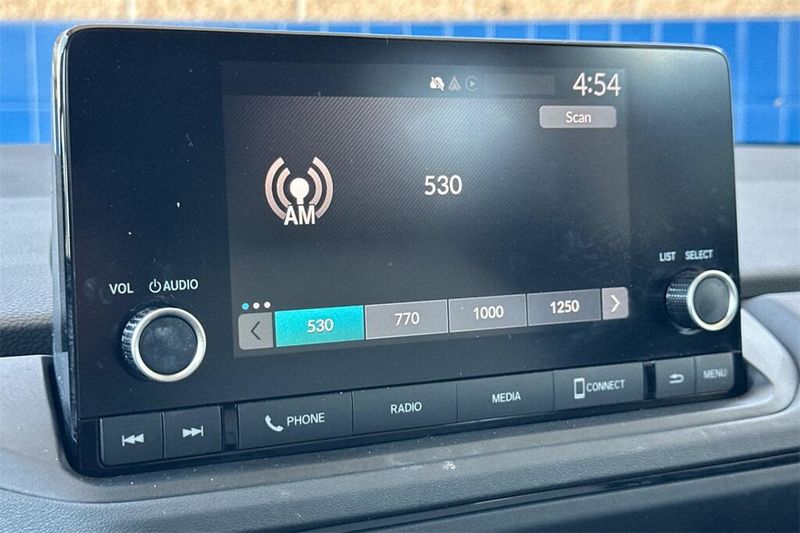 4:54
Scan
AM
530
VOL AUDIO
LIST SELECT
530 770 1000 1250
PHONE RADIO MEDIA CONNECT MENU